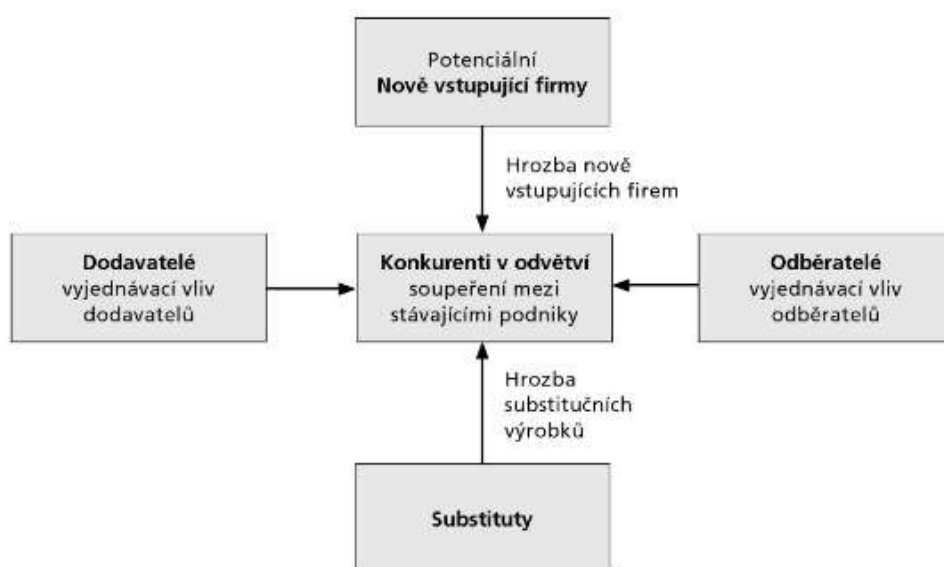 Potenciální
Nově vstupující firmy
Hrozba nově
vstupujících firem
Dodavatelé
vyjednávací vliv
dodavatelů
Konkurenti v odvětví
soupeření mezi
stávajícími podniky
Odběratelé
vyjednávací vliv
odběratelů
Hrozba
substitučních
výrobků
Substituty